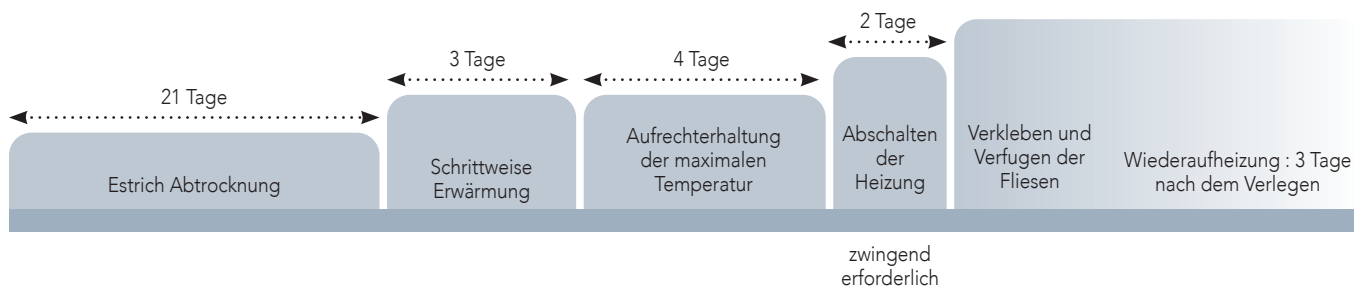 21 Tage
Estrich Abtrocknung
3 Tage
Schrittweise
Erwärmung
4 Tage
Aufrechterhaltung
der maximalen
Temperatur
2 Tage
Abschalten
der
Heizung
zwingend
erforderlich
Verkleben und
Verfugen der
Fliesen
Wiederaufheizung : 3 Tage
nach dem Verlegen